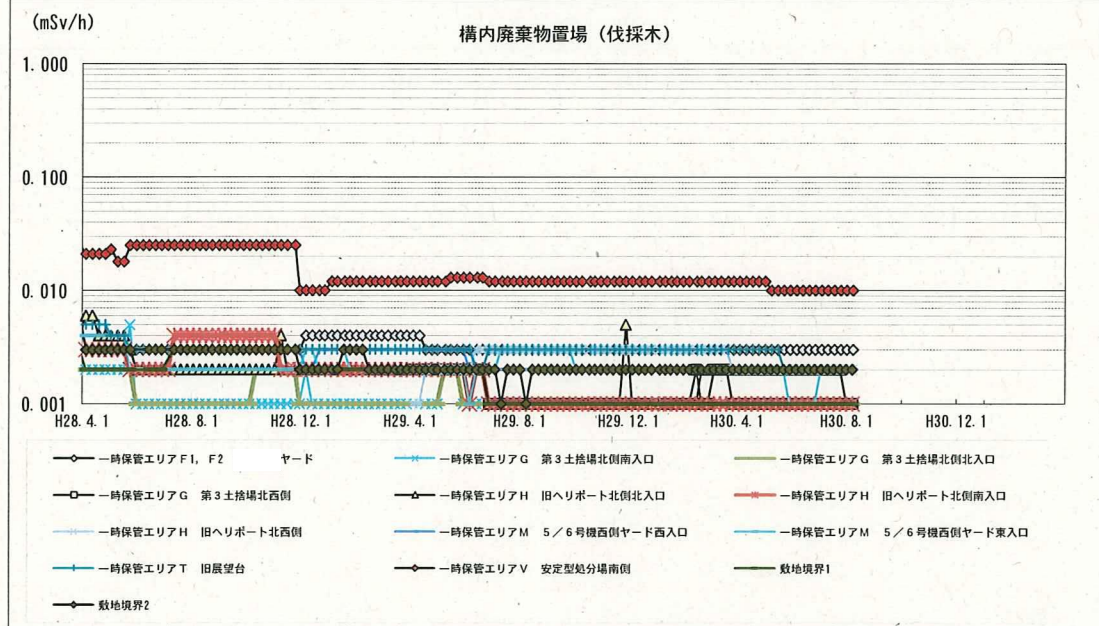 (mSv/h)
構内廃棄物置場（伐採木）
1.000
0.100
0.010
0.001
H28.4.1 H28.8.1 H28.12.1 H29.4.1 H29.8.1 H29.12.1 H30.4.1 H30.8.1 H30.12.1
一時保管エリアF1, F2 ヤード 一時保管エリアG 第3土捨場北側南入口 一時保管エリアG 第3土捨場北側北入口
一時保管エリアG 第3土捨場北西側 一時保管エリアH 旧ヘリポート北側北入口 一時保管エリアH 旧ヘリポート北側南入口
一時保管エリアH 旧ヘリポート北西側 一時保管エリアM 5／6号機西側ヤード西入口 一時保管エリアM 5／6号機西側ヤード東入口
一時保管エリアT 旧展望台 一時保管エリアV 安定型処分場南側 敷地境界1
敷地境界2